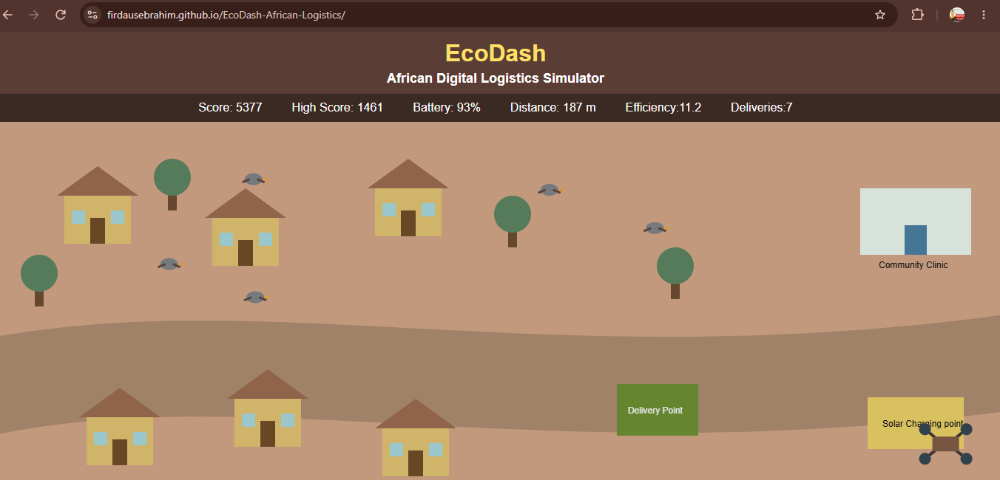 firdausebrahim.github.io/EcoDash-African-Logistics/
EcoDash
African Digital Logistics Simulator
Score: 5377 High Score: 1461 Battery: 93% Distance: 187 m Efficiency:11.2 Deliveries:7
Community Clinic
Delivery Point
Solar Charging point